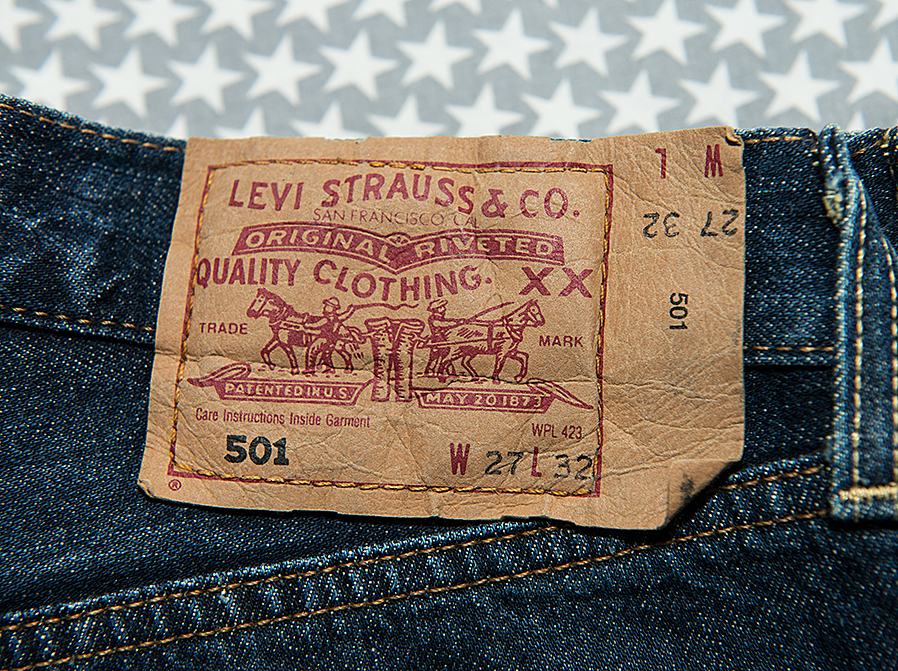 LEVI STRAUSS & CO.
SAN FRANCISCO CAL
ORIGINAL RIVETED
QUALITY CLOTHING. XX
TRADE MARK
PATENTED IN U.S. MAY 20 1873
Care Instructions Inside Garment
WPL 423
501 W 27 L 32
®
W L
27 32
501